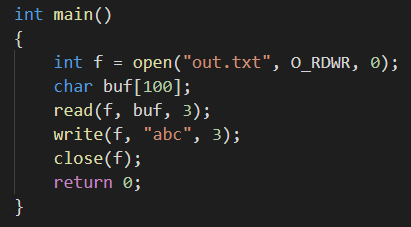 int main()
{
    int f = open("out.txt", O_RDWR, 0);
    char buf[100];
    read(f, buf, 3);
    write(f, "abc", 3);
    close(f);
    return 0;
}